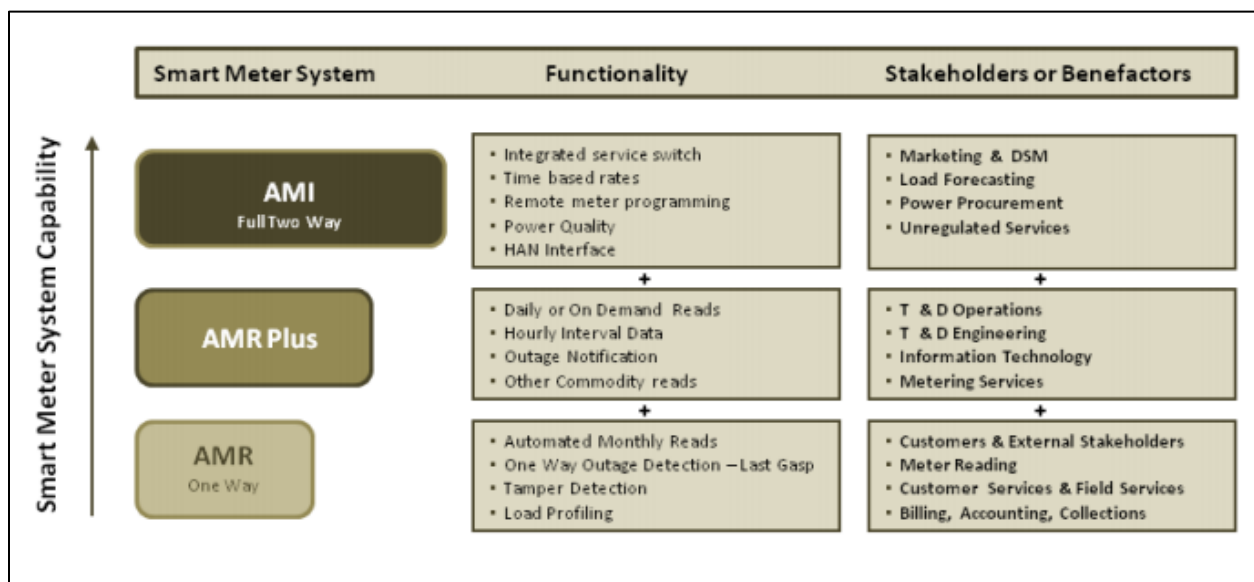 Smart Meter System Functionality Stakeholders or Benefactors
Smart Meter System Capability
AMI
Full Two Way
▪ Integrated service switch
▪ Time based rates
▪ Remote meter programming
▪ Power Quality
▪ HAN Interface
▪ Marketing & DSM
▪ Load Forecasting
▪ Power Procurement
▪ Unregulated Services
+
+
AMR Plus
▪ Daily or On Demand Reads
▪ Hourly Interval Data
▪ Outage Notification
▪ Other Commodity reads
▪ T & D Operations
▪ T & D Engineering
▪ Information Technology
▪ Metering Services
+
+
AMR
One Way
▪ Automated Monthly Reads
▪ One Way Outage Detection – Last Gasp
▪ Tamper Detection
▪ Load Profiling
▪ Customers & External Stakeholders
▪ Meter Reading
▪ Customer Services & Field Services
▪ Billing, Accounting, Collections